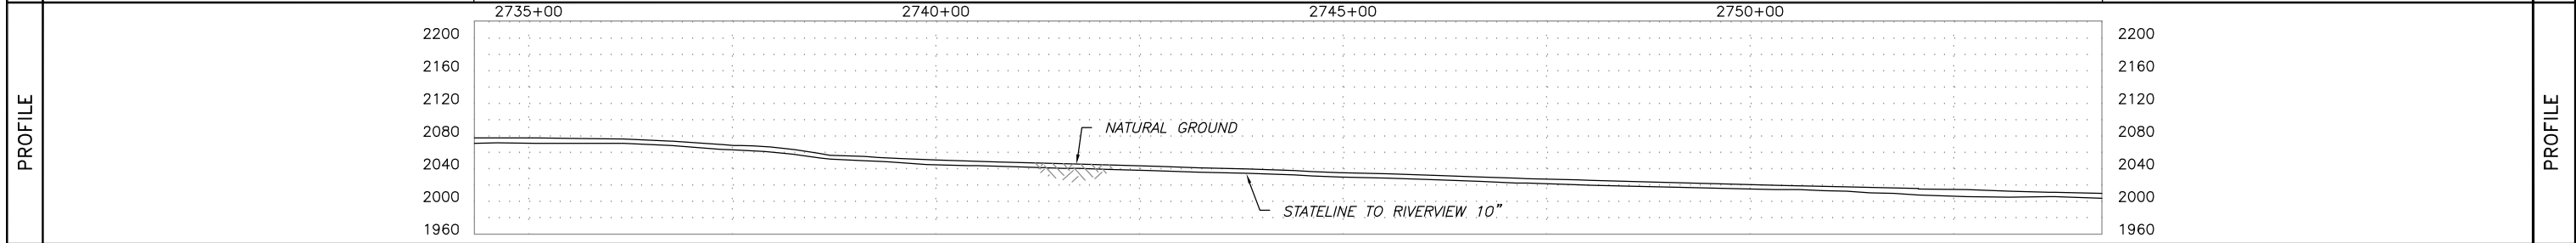 2735+00 2740+00 2745+00 2750+00
2200 2200
2160 2160
2120 2120
2080 2080
2040 2040
2000 2000
1960 1960
PROFILE
NATURAL GROUND
STATELINE TO RIVERVIEW 10”
PROFILE